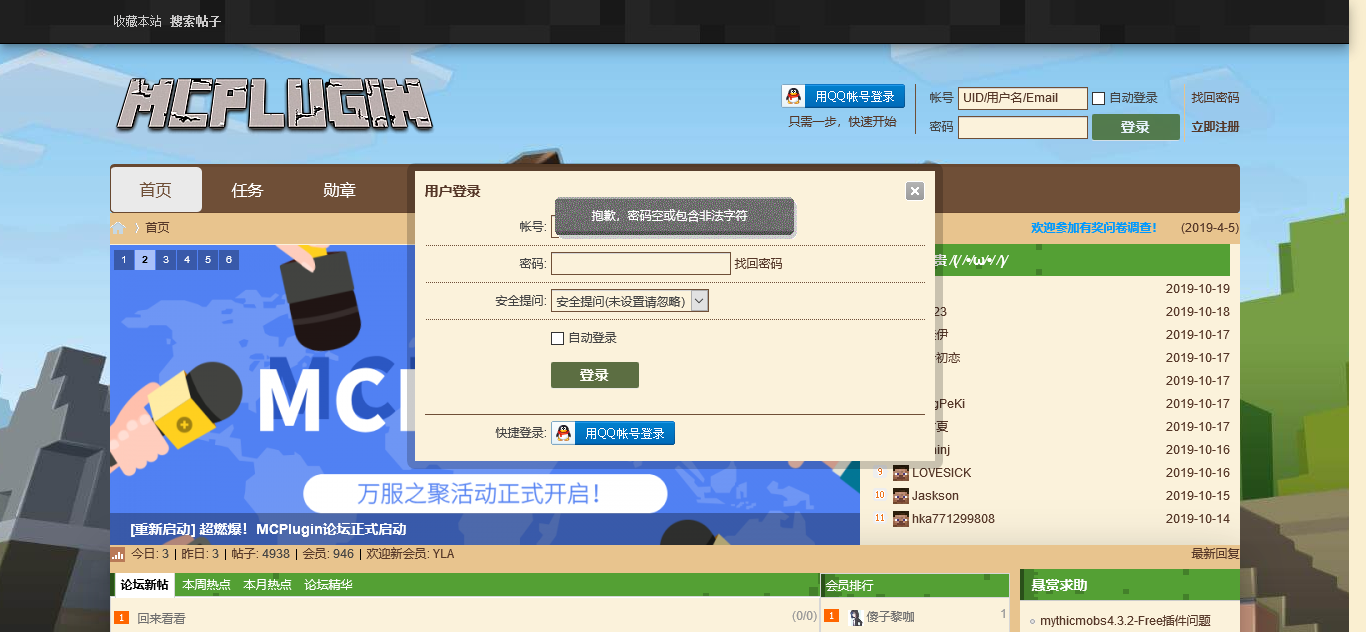 收藏本站 搜索帖子
MCPLUGIN
用QQ帐号登录
只需一步，快速开始
帐号 UID/用户名/Email 自动登录 找回密码
密码 登录 立即注册
首页 任务 勋章
首页
欢迎参加有奖问卷调查！ (2019-4-5)
用户登录
抱歉，密码空或包含非法字符
帐号:
密码: 找回密码
安全提问: 安全提问(未设置请忽略)
自动登录
登录
快捷登录: 用QQ帐号登录
1 2 3 4 5 6
MC
万服之聚活动正式开启！
[重新启动] 超燃爆！MCPlugin论坛正式启动
贵 /(/ /•/ω/•/ /)/
2019-10-19
23 2019-10-18
伊 2019-10-17
初恋 2019-10-17
2019-10-17
gPeKi 2019-10-17
夏 2019-10-17
inj 2019-10-16
9 LOVESICK 2019-10-16
10 Jaskson 2019-10-15
11 hka771299808 2019-10-14
今日: 3 | 昨日: 3 | 帖子: 4938 | 会员: 946 | 欢迎新会员: YLA 最新回复
论坛新帖 本周热点 本月热点 论坛精华
1 回来看看 (0/0)
会员排行
1 傻子黎咖 1
悬赏求助
mythicmobs4.3.2-Free插件问题